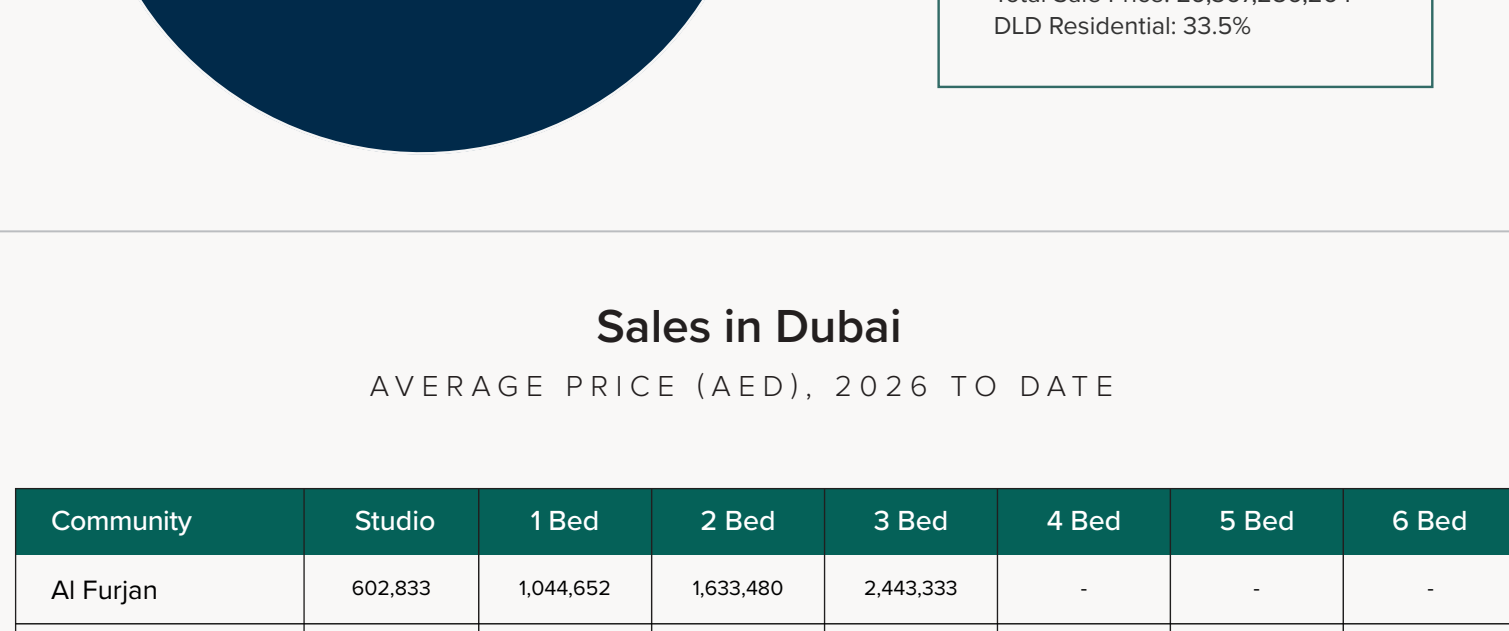 DLD Residential: 33.5%
Sales in Dubai
AVERAGE PRICE (AED), 2026 TO DATE
Community Studio 1 Bed 2 Bed 3 Bed 4 Bed 5 Bed 6 Bed
Al Furjan 602,833 1,044,652 1,633,480 2,443,333 - - -